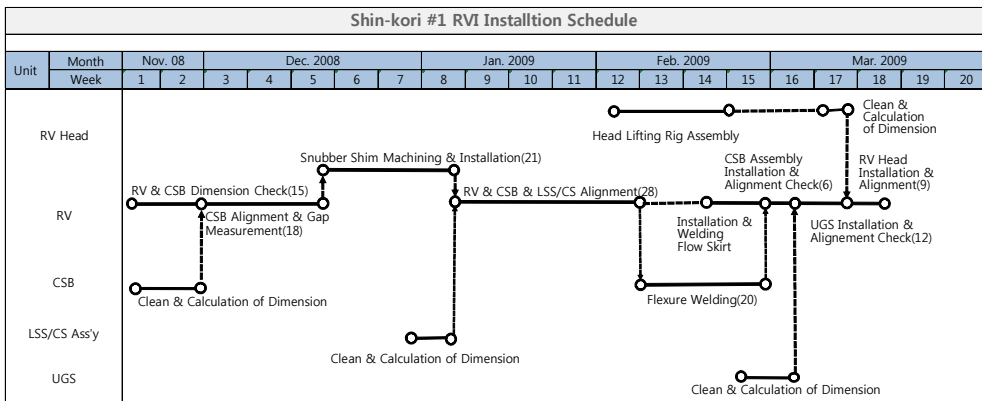 Shin-kori #1 RVI Installtion Schedule
Unit Month Nov. 08 Dec. 2008 Jan. 2009 Feb. 2009 Mar. 2009
Week 1 2 3 4 5 6 7 8 9 10 11 12 13 14 15 16 17 18 19 20
RV Head
Head Lifting Rig Assembly
Clean &
Calculation
of Dimension
Snubber Shim Machining & Installation(21)
CSB Assembly
Installation &
Alignment Check(6)
RV Head
Installation &
Alignment(9)
RV
RV & CSB Dimension Check(15)
CSB Alignment & Gap
Measurement(18)
RV & CSB & LSS/CS Alignment(28)
Installation &
Welding
Flow Skirt
UGS Installation &
Alignement Check(12)
CSB
Clean & Calculation of Dimension
Flexure Welding(20)
LSS/CS Ass'y
Clean & Calculation of Dimension
UGS
Clean & Calculation of Dimension